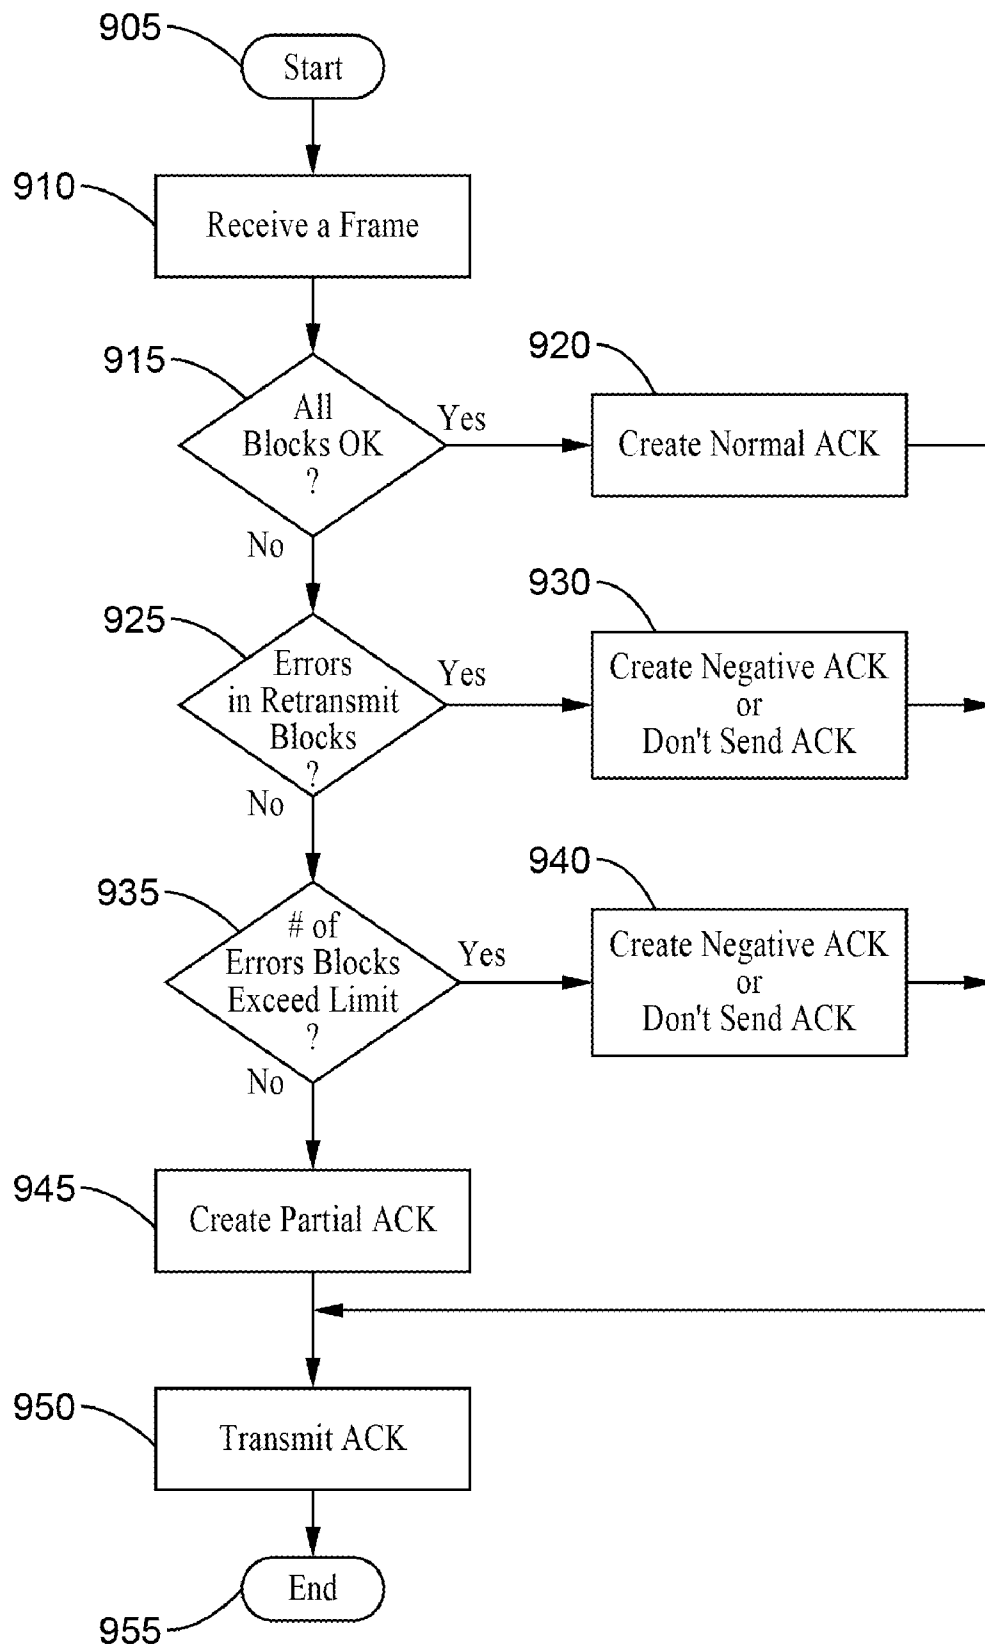 905
Start
910
Receive a Frame
915
All
Blocks OK
?
Yes
No
920
Create Normal ACK
925
Errors
in Retransmit
Blocks
?
Yes
No
930
Create Negative ACK
or
Don't Send ACK
935
# of
Errors Blocks
Exceed Limit
?
Yes
No
940
Create Negative ACK
or
Don't Send ACK
945
Create Partial ACK
950
Transmit ACK
End
955